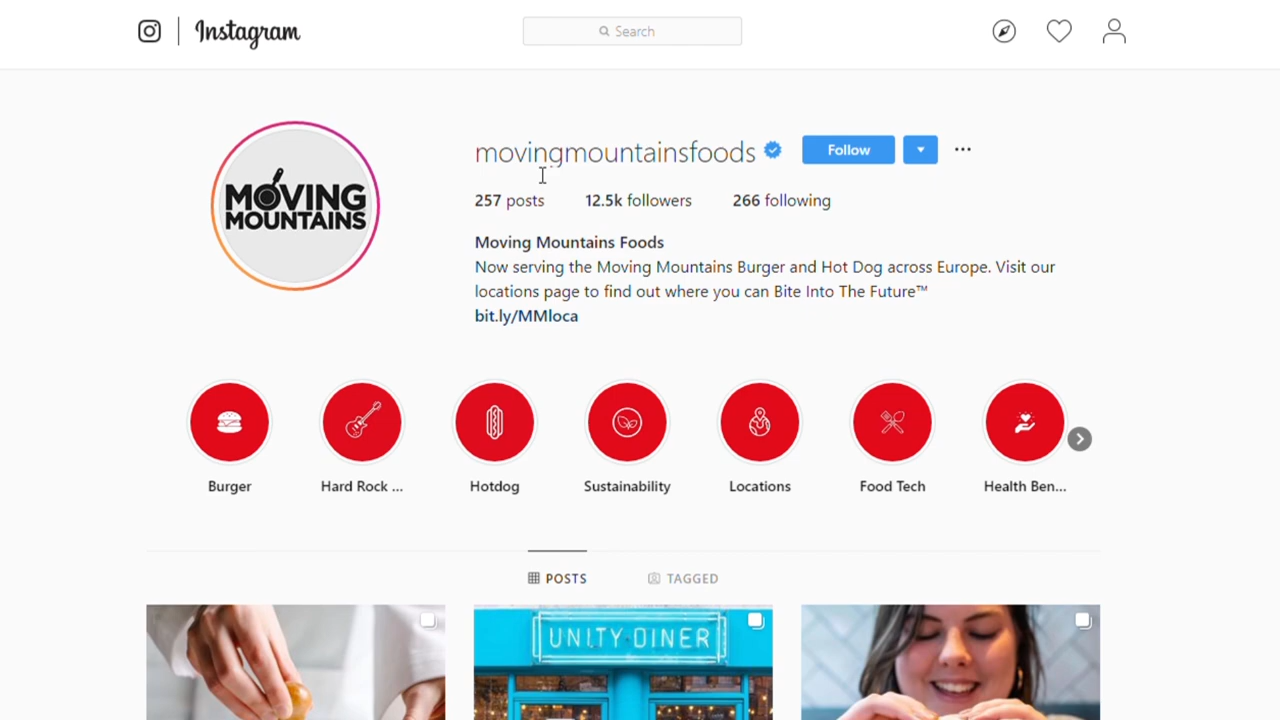 Instagram
Search
movingmountainsfoods
Follow
257 posts 12.5k followers 266 following
MOVING
MOUNTAINS
Moving Mountains Foods
Now serving the Moving Mountains Burger and Hot Dog across Europe. Visit our
locations page to find out where you can Bite Into The Future™
bit.ly/MMloca
Burger Hard Rock ... Hotdog Sustainability Locations Food Tech Health Ben...
POSTS TAGGED
UNITY·DINER